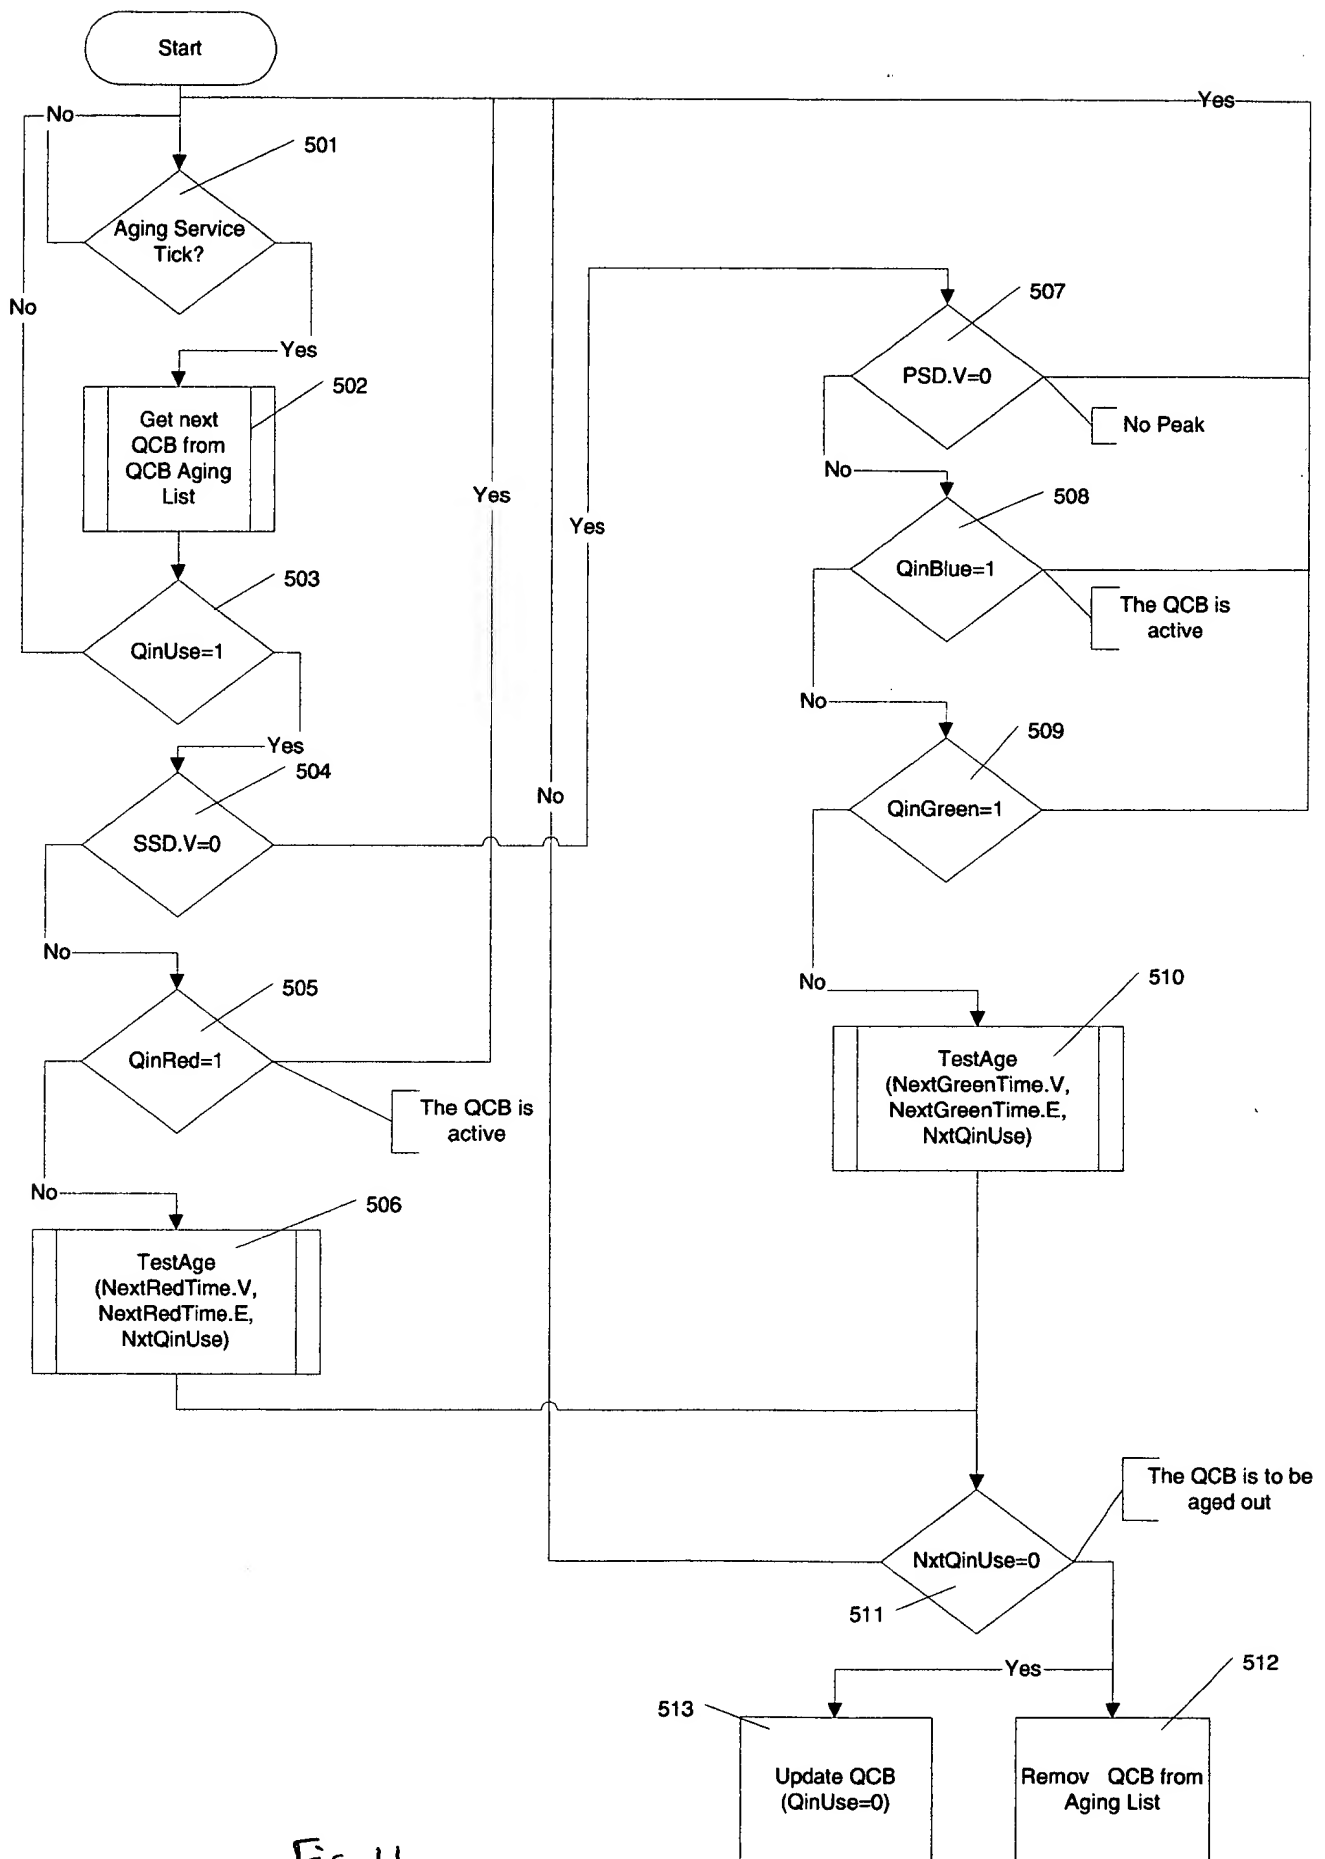 Start
No
Yes
501
Aging Service
Tick?
No
Yes
502
Get next
QCB from
QCB Aging
List
503
QinUse=1
Yes
504
SSD.V=0
No
505
QinRed=1
The QCB is
active
No
506
TestAge
(NextRedTime.V,
NextRedTime.E,
NxtQinUse)
Yes
No
Yes
507
PSD.V=0
No Peak
No
508
QinBlue=1
The QCB is
active
No
509
QinGreen=1
No
510
TestAge
(NextGreenTime.V,
NextGreenTime.E,
NxtQinUse)
The QCB is to be
aged out
NxtQinUse=0
511
Yes
512
513
Update QCB
(QinUse=0)
Remov QCB from
Aging List